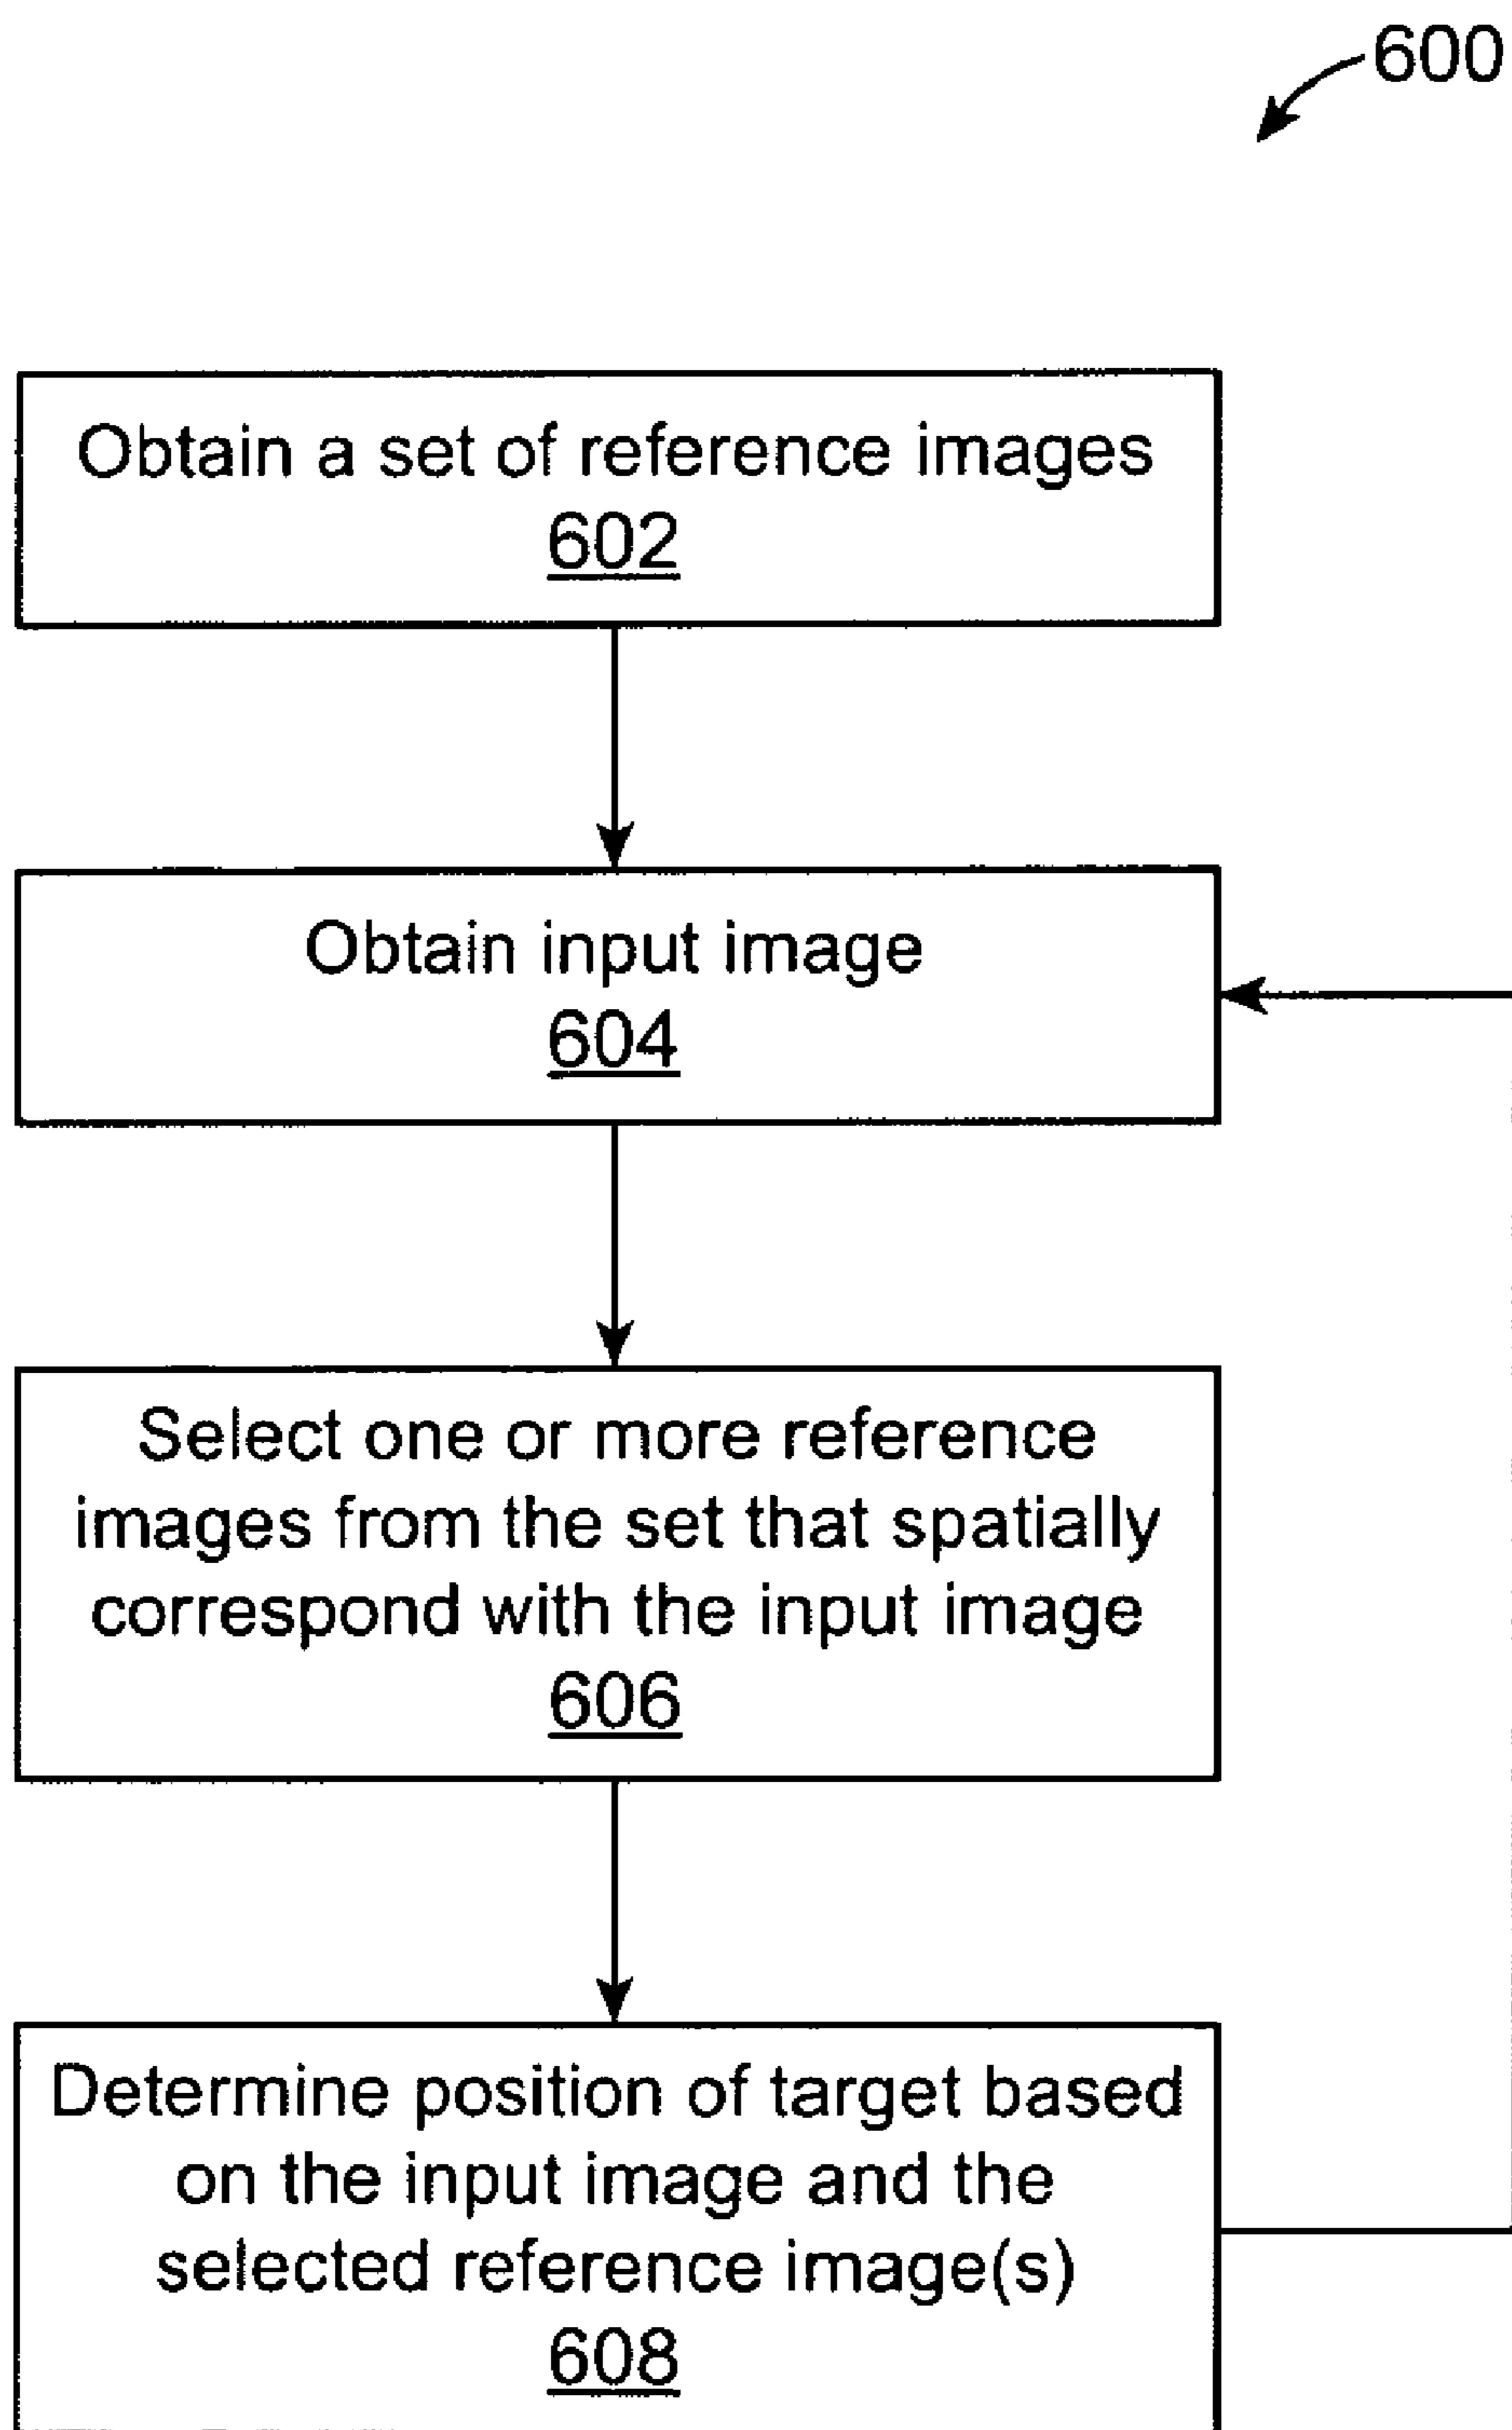 600
Obtain a set of reference images
602
Obtain input image
604
Select one or more reference
images from the set that spatially
correspond with the input image
606
Determine position of target based
on the input image and the
selected reference image(s)
608